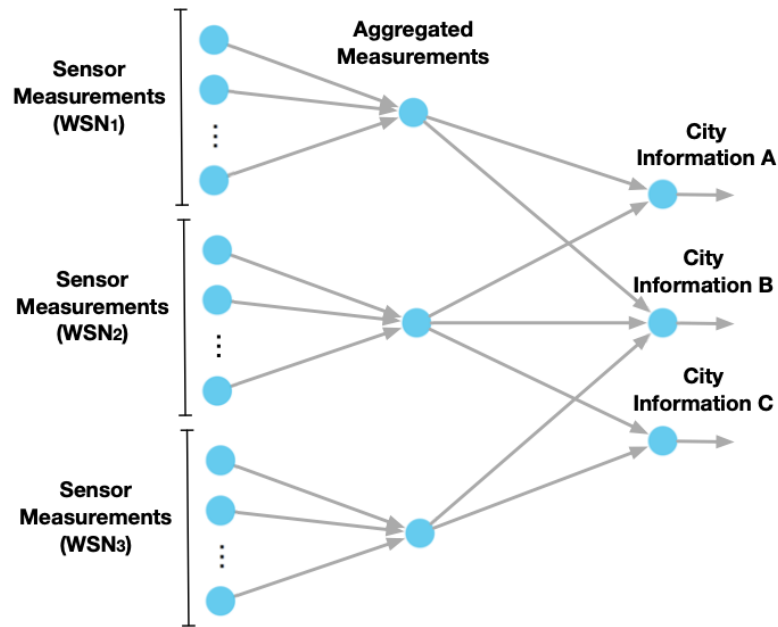 Aggregated
Measurements
Sensor
Measurements
(WSN₁)
City
Information A
Sensor
Measurements
(WSN₂)
City
Information B
City
Information C
Sensor
Measurements
(WSN₃)